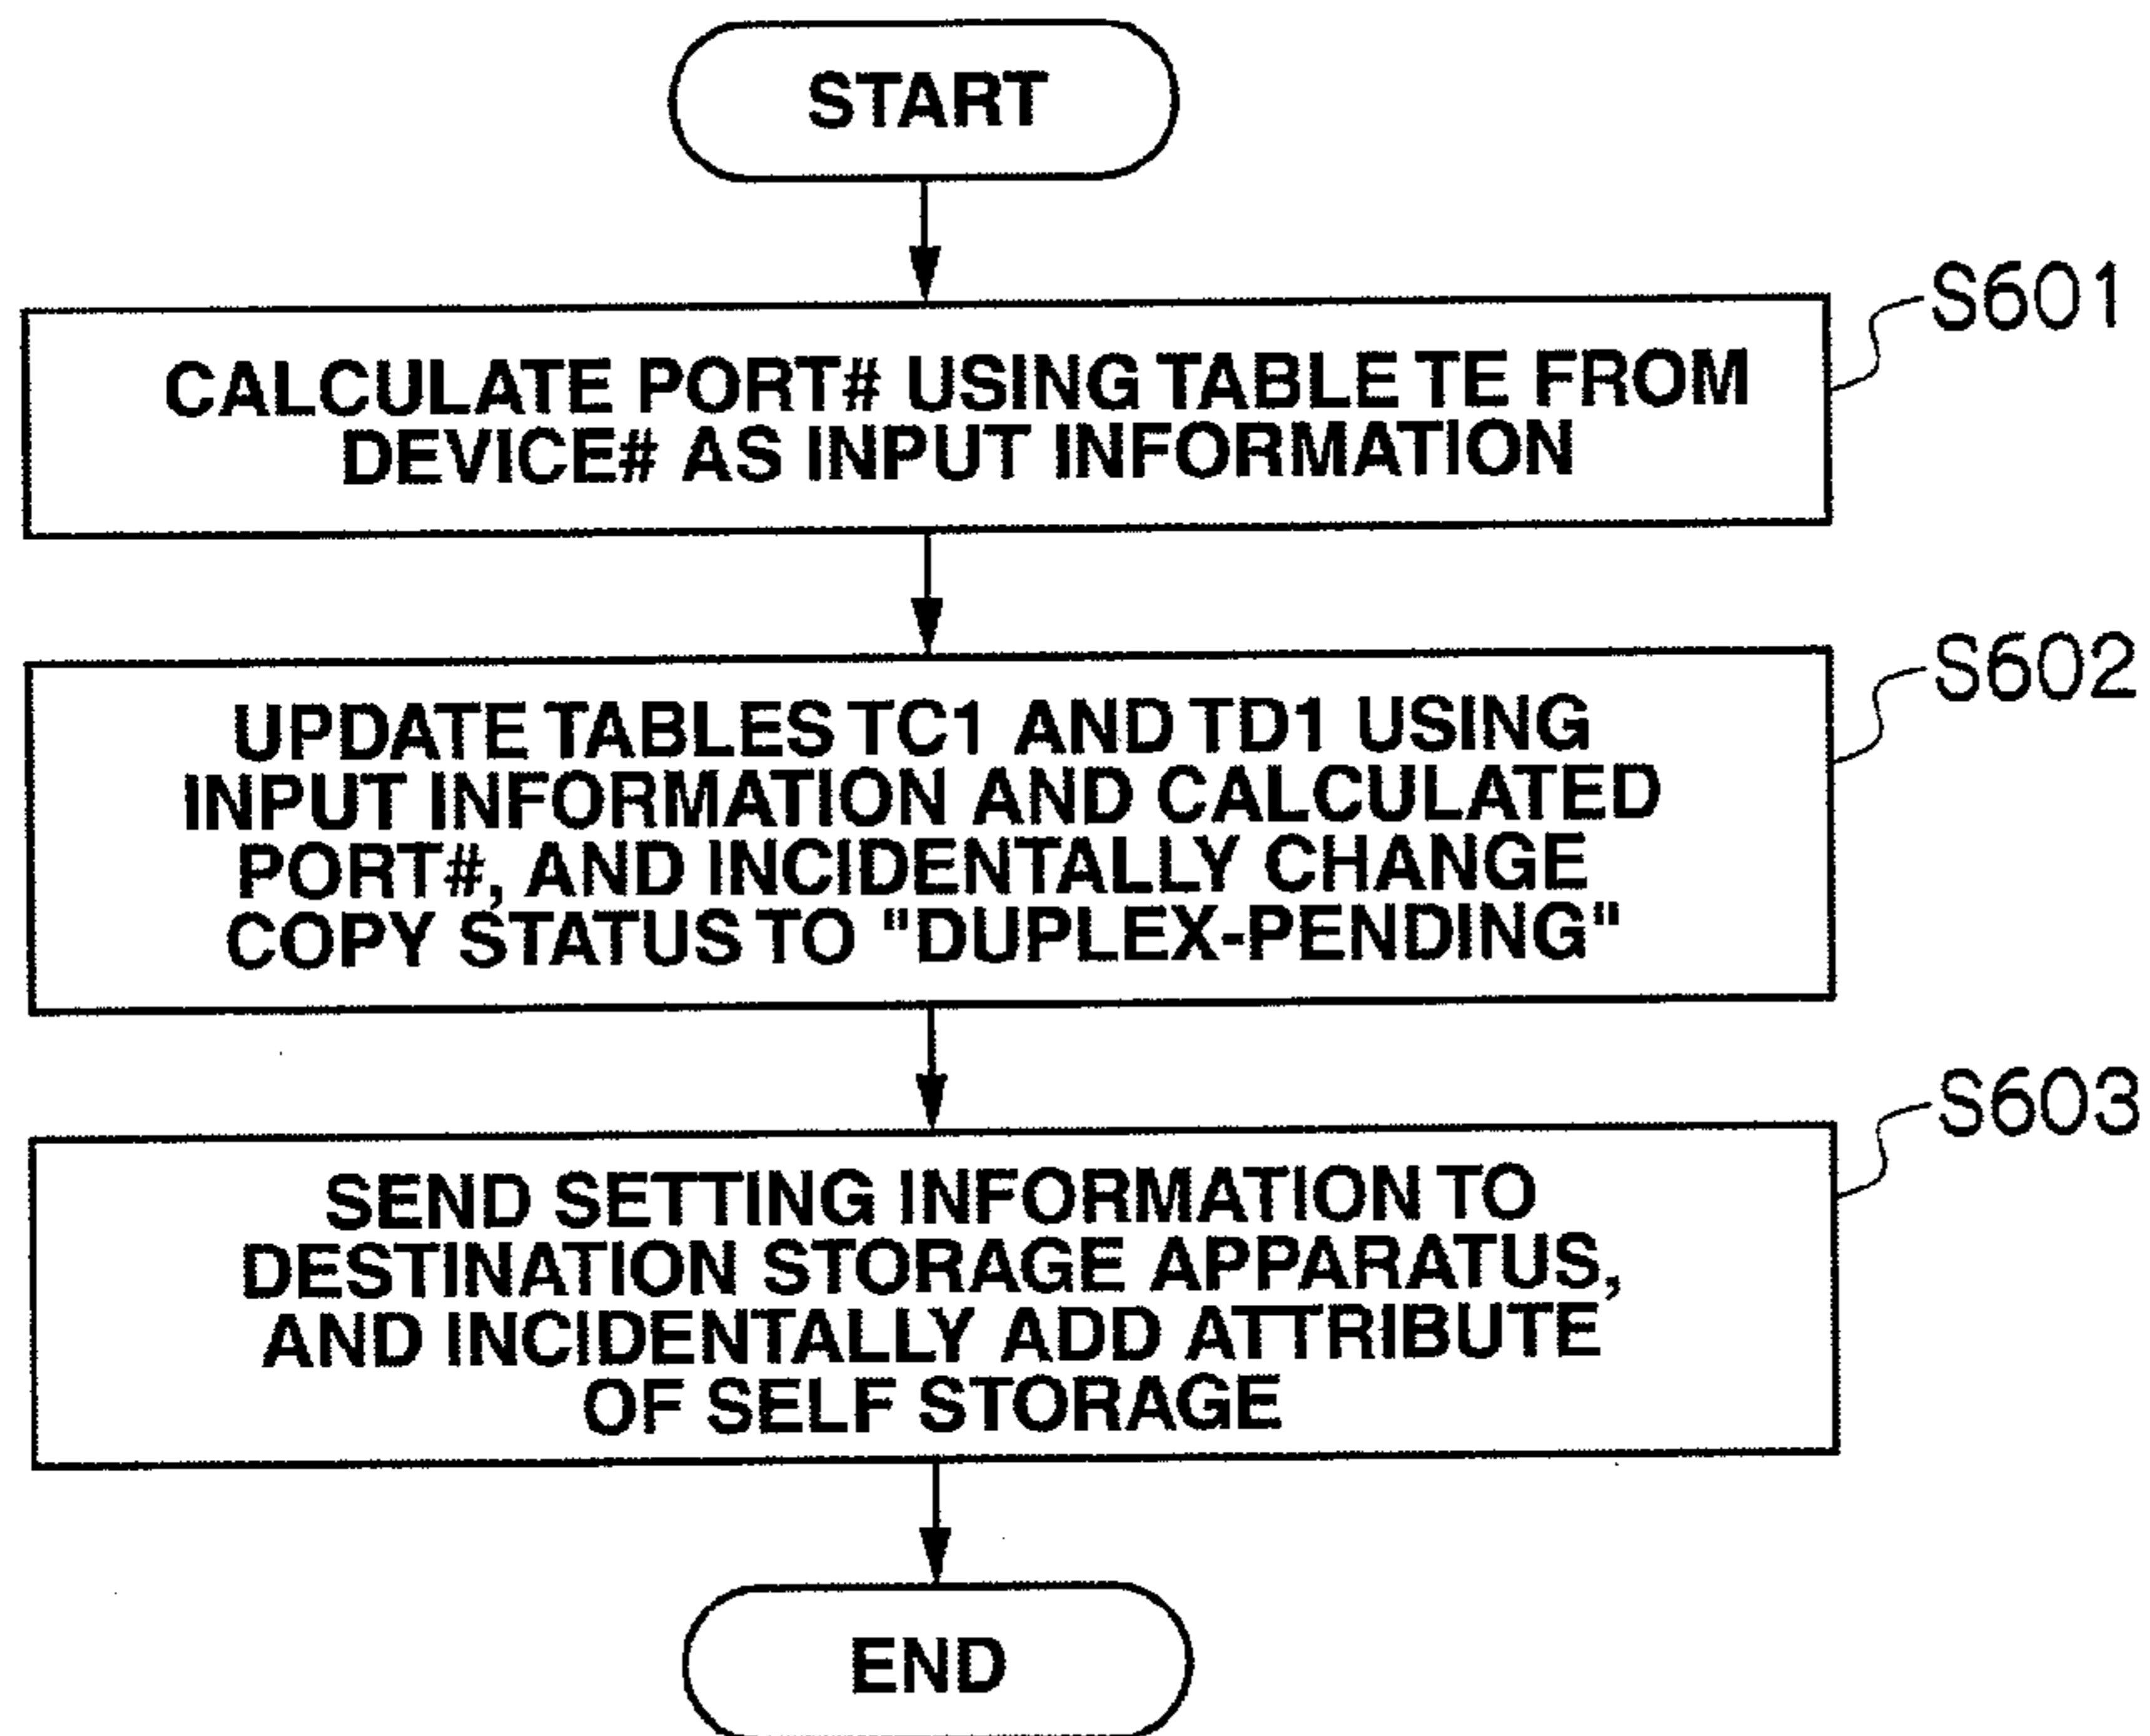 START
S601
CALCULATE PORT# USING TABLE TE FROM
DEVICE# AS INPUT INFORMATION
S602
UPDATE TABLES TC1 AND TD1 USING
INPUT INFORMATION AND CALCULATED
PORT#, AND INCIDENTALLY CHANGE
COPY STATUS TO "DUPLEX-PENDING"
S603
SEND SETTING INFORMATION TO
DESTINATION STORAGE APPARATUS,
AND INCIDENTALLY ADD ATTRIBUTE
OF SELF STORAGE
END